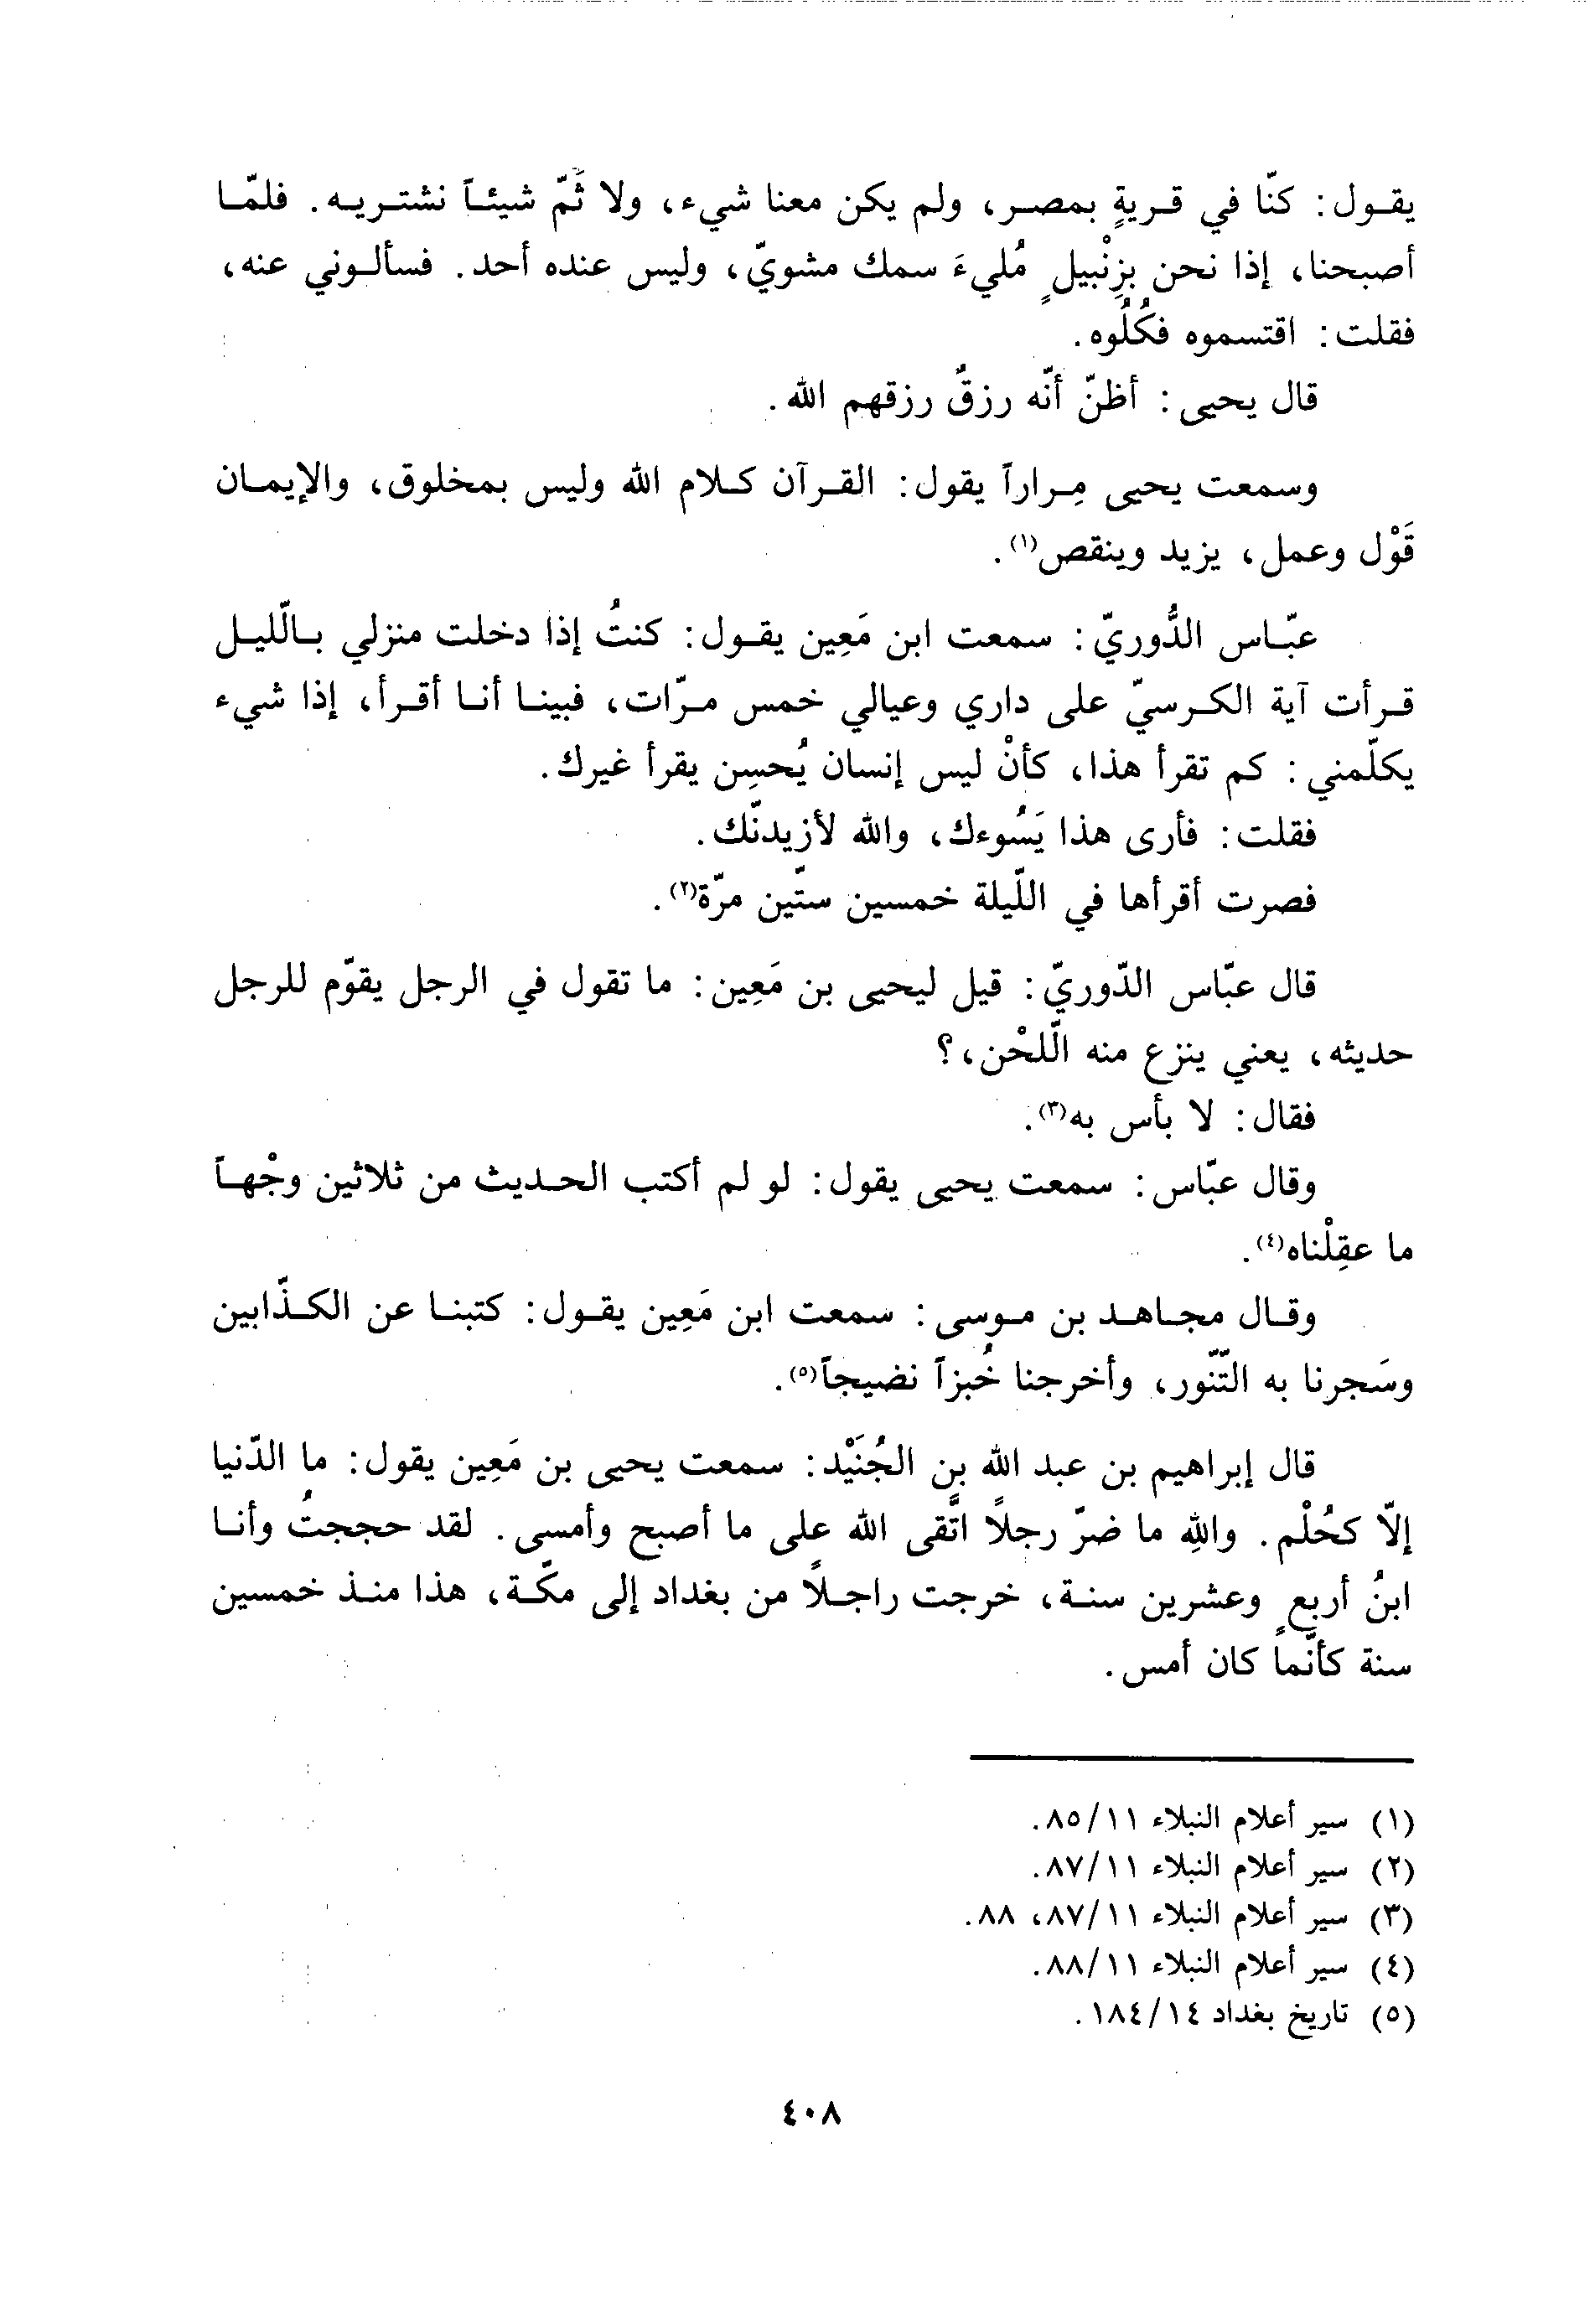 يقول: كنّا في قريةٍ بمصر، ولم يكن معنا شيء، ولا ثَمّ شيئاً نشتريه. فلمّا
أصبحنا، إذا نحن بزِنْبيلٍ مُليءَ سمك مشويّ، وليس عنده أحد. فسألوني عنه،
فقلت: اقتسموه فكُلُوه.
قال يحيى: أظنّ أنّه رزقٌ رزقهم الله.
وسمعت يحيى مِراراً يقول: القرآن كلام الله وليس بمخلوق، والإيمان
قَوْل وعمل، يزيد وينقص(١).
عبّاس الدُّوريّ: سمعت ابن مَعِين يقول: كنتُ إذا دخلت منزلي بالّليل
قرأت آية الكرسيّ على داري وعيالي خمس مرّات، فبينا أنا أقرأ، إذا شيء
يكلّمني: كم تقرأ هذا، كأنْ ليس إنسان يُحسِن يقرأ غيرك.
فقلت: فأرى هذا يَسُوءك، والله لأزيدنّك.
فصرت أقرأها في اللّيلة خمسين ستّين مرّة(٢).
قال عبّاس الدّوريّ: قيل ليحيى بن مَعِين: ما تقول في الرجل يقوّم للرجل
حديثه، يعني ينزع منه الّلحْن،؟
فقال: لا بأس به(٣).
وقال عبّاس: سمعت يحيى يقول: لو لم أكتب الحديث من ثلاثين وجْهاً
ما عقِلْناه(٤).
وقال مجاهد بن موسى: سمعت ابن مَعِين يقول: كتبنا عن الكذّابين
وسَجرنا به التّنّور، وأخرجنا خُبزاً نضيجاً(٥).
قال إبراهيم بن عبد الله بن الجُنَيْد: سمعت يحيى بن مَعِين يقول: ما الدّنيا
إلّا كحُلْم. واللهِ ما ضرّ رجلاً اتّقى الله على ما أصبح وأمسى. لقد حججتُ وأنا
ابنُ أربعٍ وعشرين سنة، خرجت راجلاً من بغداد إلى مكّة، هذا منذ خمسين
سنة كأنّما كان أمس.
(١) سير أعلام النبلاء ٨٥/١١.
(٢) سير أعلام النبلاء ٨٧/١١.
(٣) سير أعلام النبلاء ٨٧/١١، ٨٨.
(٤) سير أعلام النبلاء ٨٨/١١.
(٥) تاريخ بغداد ١٨٤/١٤.
٤٠٨